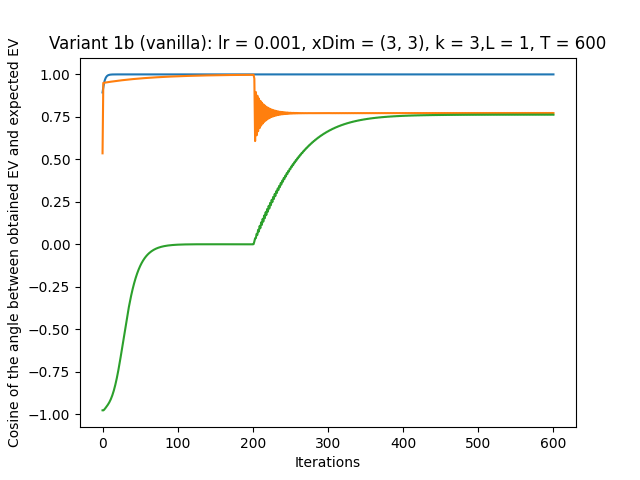 Variant 1b (vanilla): lr = 0.001, xDim = (3, 3), k = 3,L = 1, T = 600
Cosine of the angle between obtained EV and expected EV
1.00
0.75
0.50
0.25
0.00
−0.25
−0.50
−0.75
−1.00
0 100 200 300 400 500 600
Iterations